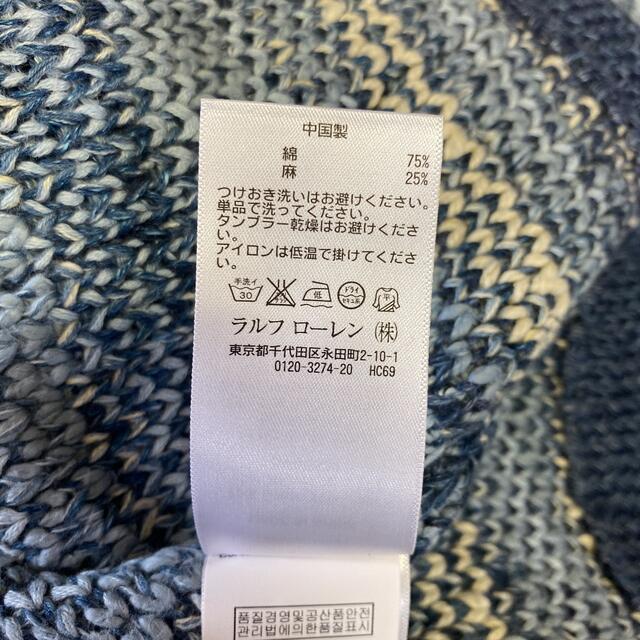 中国製
綿 75%
麻 25%
つけおき洗いはお避けください。
単品で洗ってください。
タンブラー乾燥はお避けくださ
い。
アイロンは低温で掛けてくださ
い。
手洗イ 30 低 ドライ セキユ系 平
ラルフ ローレン (株)
東京都千代田区永田町2-10-1
0120-3274-20 HC69
품질경영및공산품안전
관리법에의한품질표시